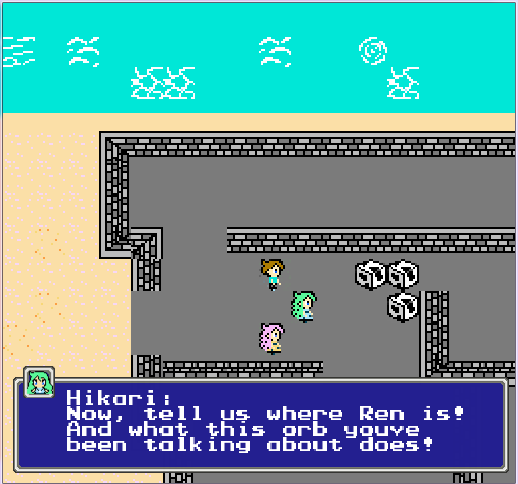 Hikari:
Now, tell us where Ren is!
And what this orb youve
been talking about does!